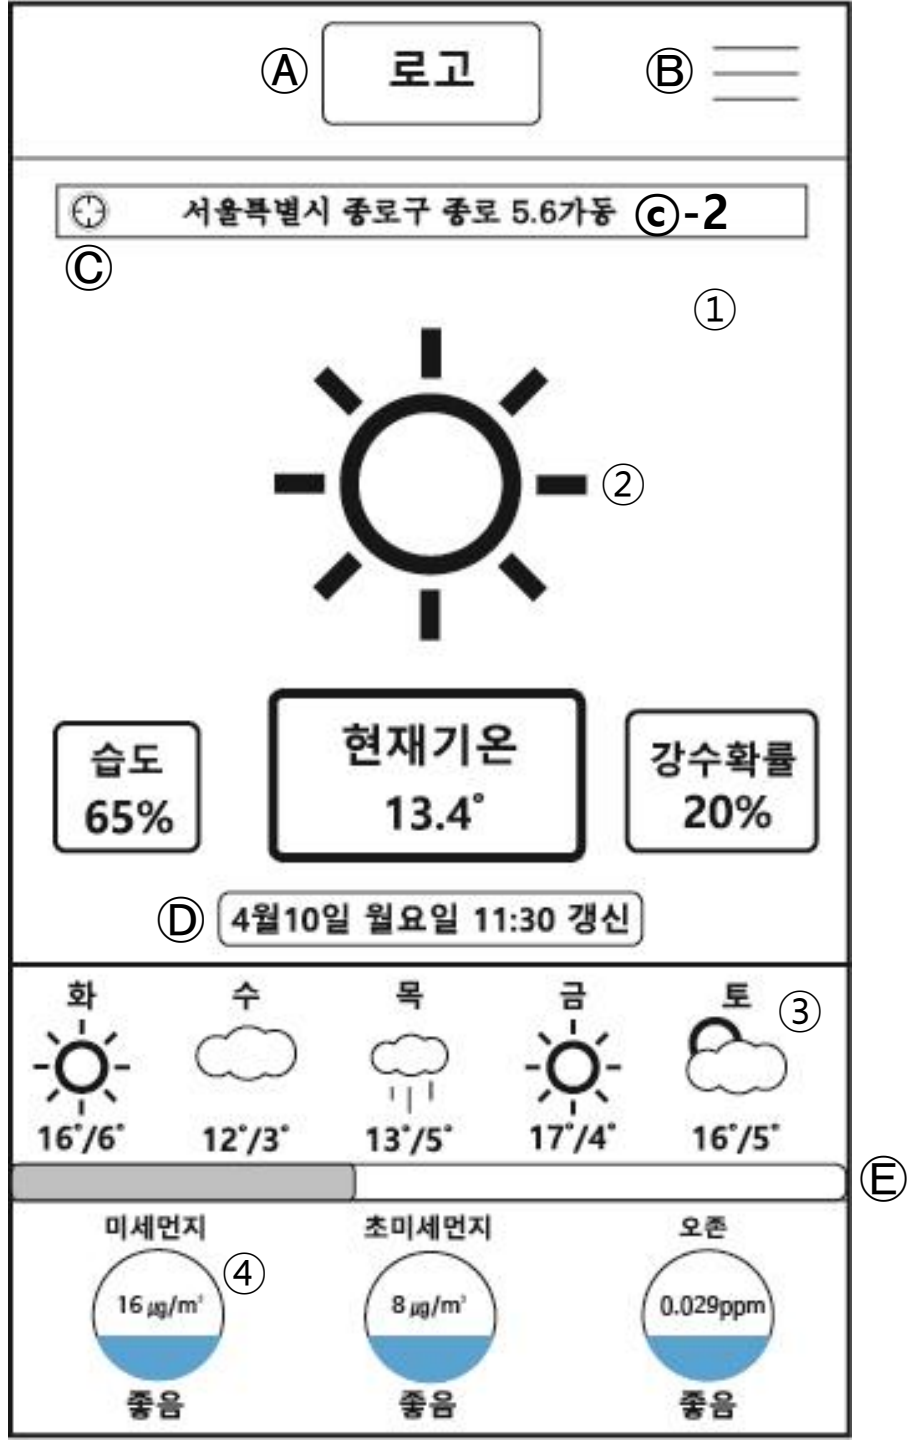 Ⓐ 로고 Ⓑ
서울특별시 종로구 종로 5.6가동 ⓒ-2
Ⓒ
①
②
습도 현재기온 강수확률
65% 13.4˚ 20%
Ⓓ 4월10일 월요일 11:30 갱신
화 수 목 금 토 ③
16˚/6˚ 12˚/3˚ 13˚/5˚ 17˚/4˚ 16˚/5˚
Ⓔ
미세먼지 초미세먼지 오존
④
16㎍/m³ 8㎍/m³ 0.029ppm
좋음 좋음 좋음